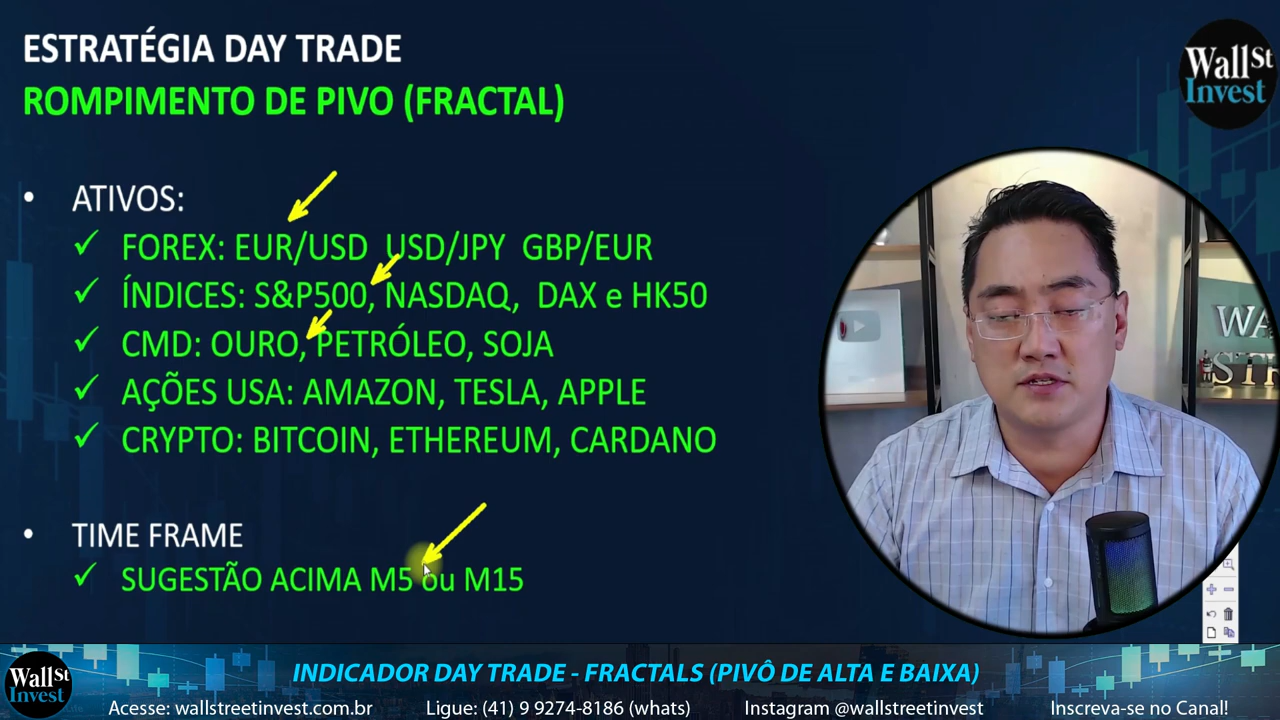 ESTRATÉGIA DAY TRADE
ROMPIMENTO DE PIVO (FRACTAL)
Wall St
Invest
• ATIVOS:
✓ FOREX: EUR/USD USD/JPY GBP/EUR
✓ ÍNDICES: S&P500, NASDAQ, DAX e HK50
✓ CMD: OURO, PETRÓLEO, SOJA
✓ AÇÕES USA: AMAZON, TESLA, APPLE
✓ CRYPTO: BITCOIN, ETHEREUM, CARDANO
• TIME FRAME
✓ SUGESTÃO ACIMA M5 ou M15
Wall St
Invest
INDICADOR DAY TRADE - FRACTALS (PIVÔ DE ALTA E BAIXA)
Acesse: wallstreetinvest.com.br Ligue: (41) 9 9274-8186 (whats) Instagram @wallstreetinvest Inscreva-se no Canal!